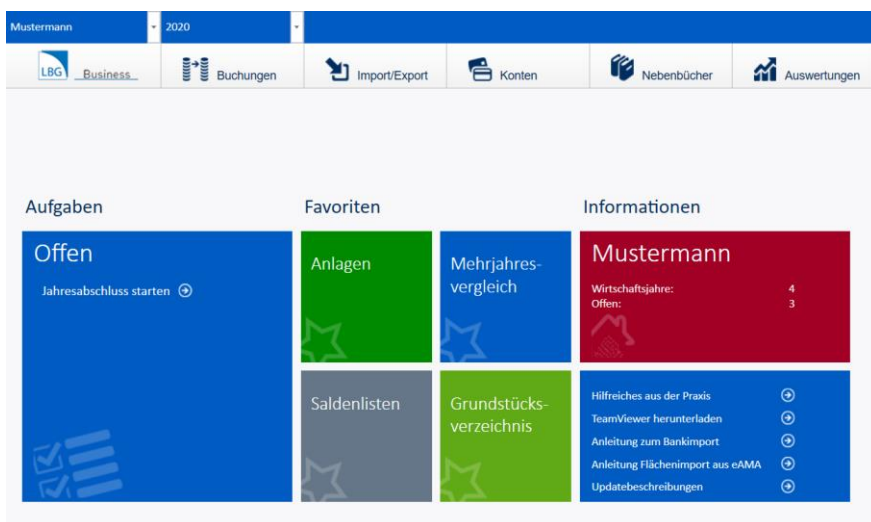 Mustermann 2020
LBG Business Buchungen Import/Export Konten Nebenbücher Auswertungen
Aufgaben Favoriten Informationen
Offen
Jahresabschluss starten
Anlagen
Mehrjahres-
vergleich
Saldenlisten
Grundstücks-
verzeichnis
Mustermann
Wirtschaftsjahre: 4
Offen: 3
Hilfreiches aus der Praxis
TeamViewer herunterladen
Anleitung zum Bankimport
Anleitung Flächenimport aus eAMA
Updatebeschreibungen